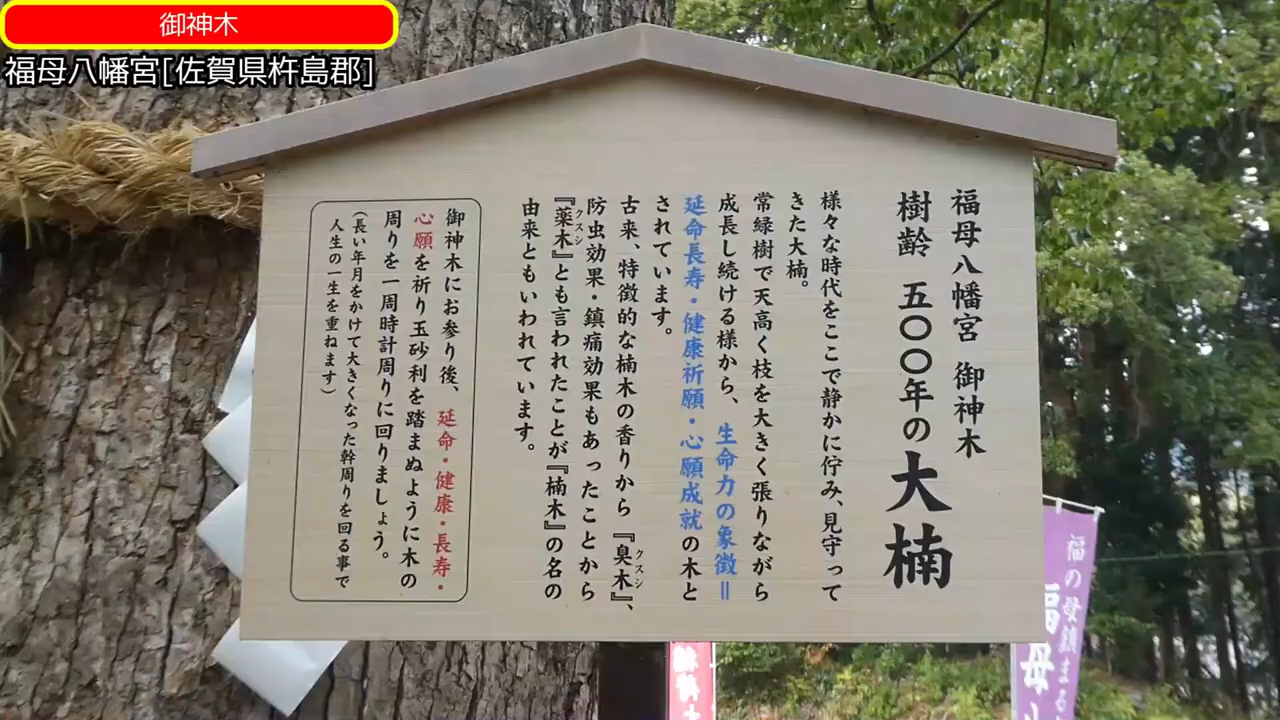 御神木
福母八幡宮[佐賀県杵島郡]
福母八幡宮 御神木
樹齢 五〇〇年の大楠
様々な時代をここで静かに佇み、見守って
きた大楠。
常緑樹で天高く枝を大きく張りながら
成長し続ける様から、生命力の象徴＝
延命長寿・健康祈願・心願成就の木と
されています。
古来、特徴的な楠木の香りから『臭木』、
クスシ
防虫効果・鎮痛効果もあったことから
『薬木』とも言われたことが『楠木』の名の
クスシ
由来ともいわれています。
御神木にお参り後、延命・健康・長寿・
心願を祈り玉砂利を踏まぬように木の
周りを一周時計周りに回りましょう。
(長い年月をかけて大きくなった幹周りを回る事で
人生の一生を重ねます)
福の母鎮まる
福母